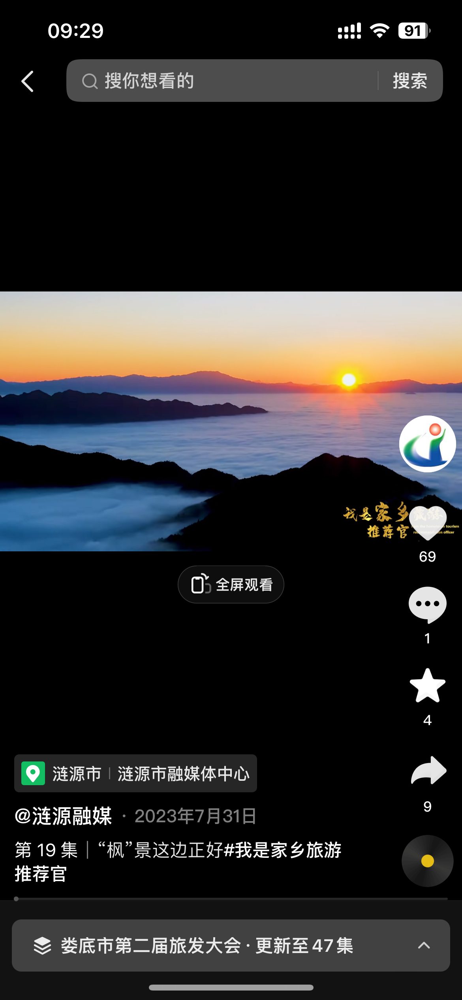 09:29
91
搜你想看的
搜索
我是家乡旅游
推荐官
69
全屏观看
1
4
涟源市 | 涟源市融媒体中心
9
@涟源融媒 · 2023年7月31日
第 19 集｜“枫”景这边正好#我是家乡旅游
推荐官
娄底市第二届旅发大会 · 更新至47集